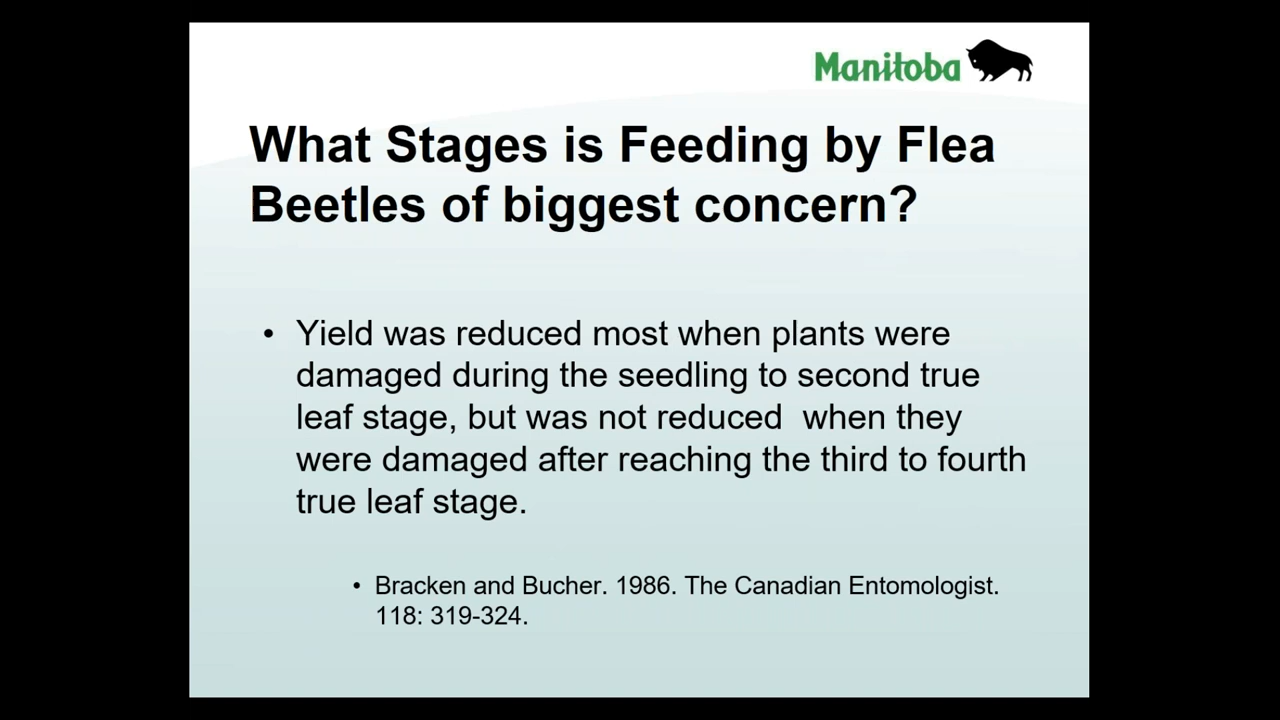 Manitoba
What Stages is Feeding by Flea
Beetles of biggest concern?
• Yield was reduced most when plants were
damaged during the seedling to second true
leaf stage, but was not reduced  when they
were damaged after reaching the third to fourth
true leaf stage.
• Bracken and Bucher. 1986. The Canadian Entomologist.
118: 319-324.